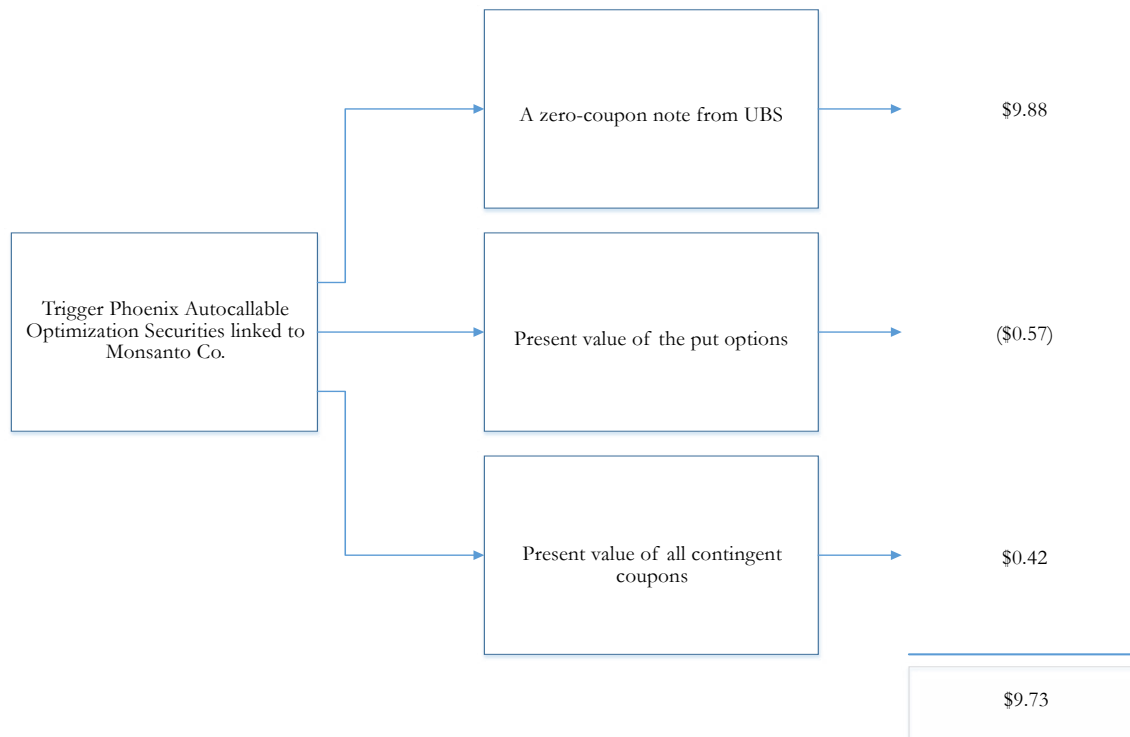 A zero-coupon note from UBS
$9.88
Trigger Phoenix Autocallable
Optimization Securities linked to
Monsanto Co.
Present value of the put options
($0.57)
Present value of all contingent
coupons
$0.42
$9.73